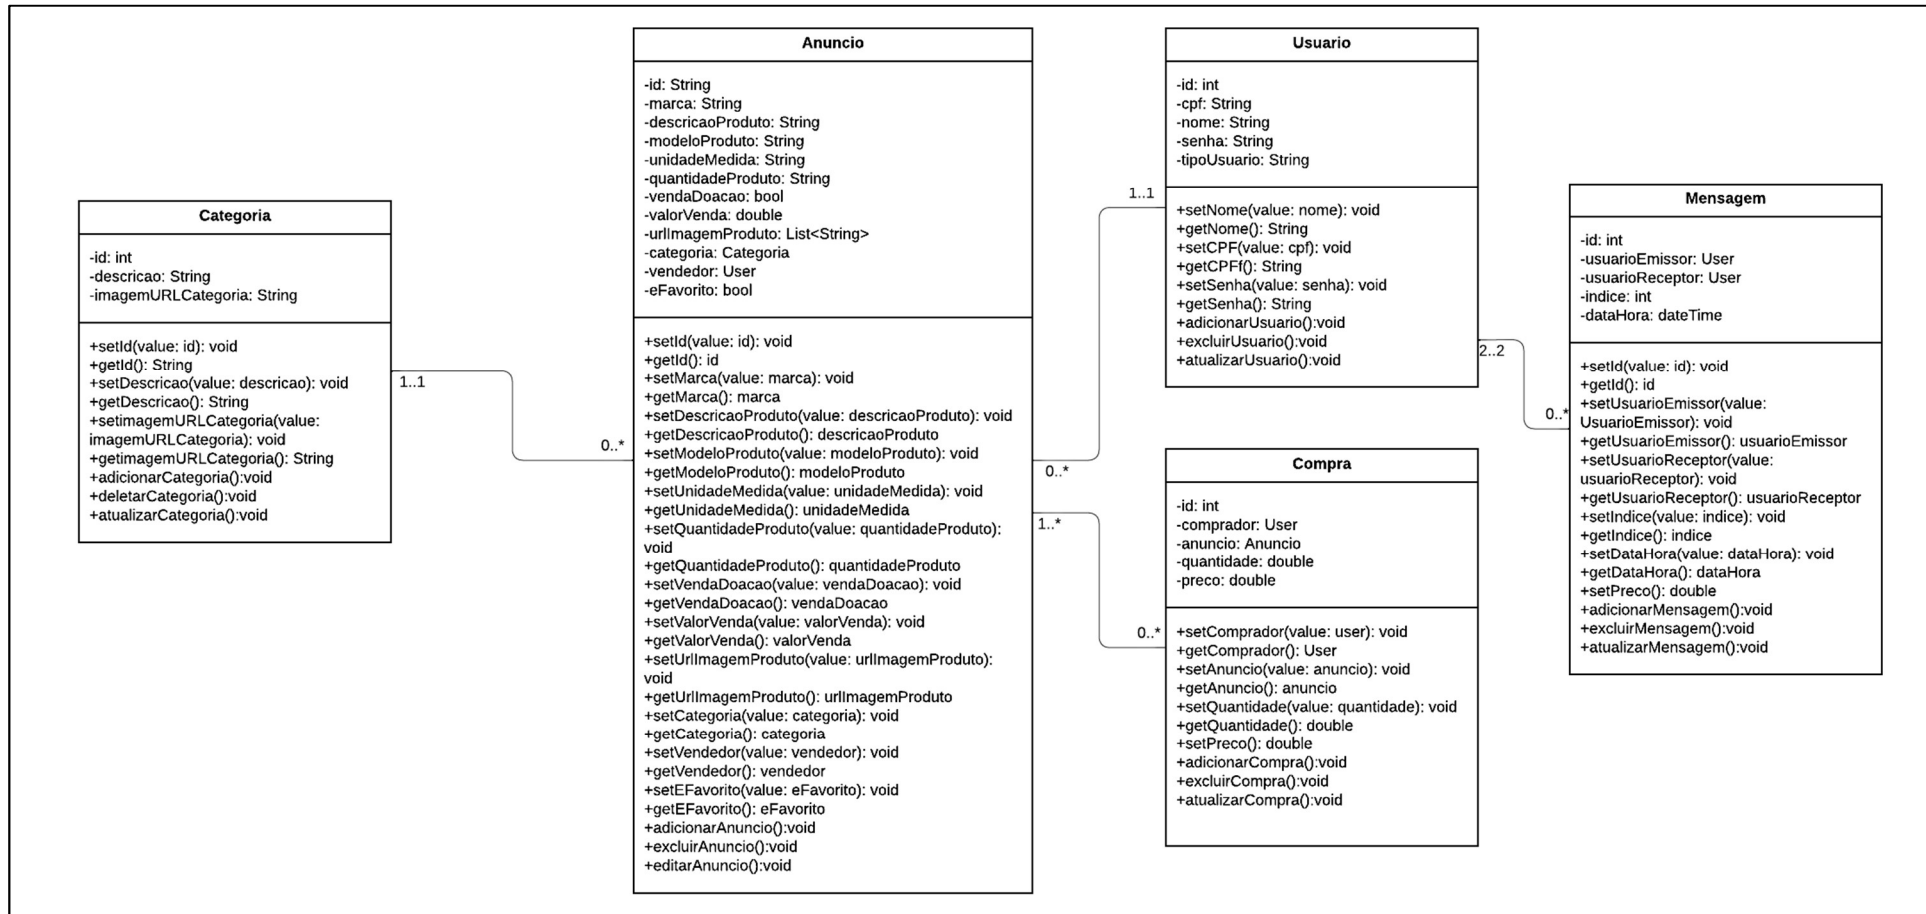 Categoria
-id: int
-descricao: String
-imagemURLCategoria: String
+setId(value: id): void
+getId(): String
+setDescricao(value: descricao): void
+getDescricao(): String
+setimagemURLCategoria(value:
imagemURLCategoria): void
+getimagemURLCategoria(): String
+adicionarCategoria():void
+deletarCategoria():void
+atualizarCategoria():void
1..1
0..*
Anuncio
-id: String
-marca: String
-descricaoProduto: String
-modeloProduto: String
-unidadeMedida: String
-quantidadeProduto: String
-vendaDoacao: bool
-valorVenda: double
-urlImagemProduto: List<String>
-categoria: Categoria
-vendedor: User
-eFavorito: bool
+setId(value: id): void
+getId(): id
+setMarca(value: marca): void
+getMarca(): marca
+setDescricaoProduto(value: descricaoProduto): void
+getDescricaoProduto(): descricaoProduto
+setModeloProduto(value: modeloProduto): void
+getModeloProduto(): modeloProduto
+setUnidadeMedida(value: unidadeMedida): void
+getUnidadeMedida(): unidadeMedida
+setQuantidadeProduto(value: quantidadeProduto):
void
+getQuantidadeProduto(): quantidadeProduto
+setVendaDoacao(value: vendaDoacao): void
+getVendaDoacao(): vendaDoacao
+setValorVenda(value: valorVenda): void
+getValorVenda(): valorVenda
+setUrlImagemProduto(value: urlImagemProduto):
void
+getUrlImagemProduto(): urlImagemProduto
+setCategoria(value: categoria): void
+getCategoria(): categoria
+setVendedor(value: vendedor): void
+getVendedor(): vendedor
+setEFavorito(value: eFavorito): void
+getEFavorito(): eFavorito
+adicionarAnuncio():void
+excluirAnuncio():void
+editarAnuncio():void
1..1
0..*
1..*
0..*
Usuario
-id: int
-cpf: String
-nome: String
-senha: String
-tipoUsuario: String
+setNome(value: nome): void
+getNome(): String
+setCPF(value: cpf): void
+getCPFf(): String
+setSenha(value: senha): void
+getSenha(): String
+adicionarUsuario():void
+excluirUsuario():void
+atualizarUsuario():void
2..2
0..*
Compra
-id: int
-comprador: User
-anuncio: Anuncio
-quantidade: double
-preco: double
+setComprador(value: user): void
+getComprador(): User
+setAnuncio(value: anuncio): void
+getAnuncio(): anuncio
+setQuantidade(value: quantidade): void
+getQuantidade(): double
+setPreco(): double
+adicionarCompra():void
+excluirCompra():void
+atualizarCompra():void
Mensagem
-id: int
-usuarioEmissor: User
-usuarioReceptor: User
-indice: int
-dataHora: dateTime
+setId(value: id): void
+getId(): id
+setUsuarioEmissor(value:
UsuarioEmissor): void
+getUsuarioEmissor(): usuarioEmissor
+setUsuarioReceptor(value:
usuarioReceptor): void
+getUsuarioReceptor(): usuarioReceptor
+setIndice(value: indice): void
+getIndice(): indice
+setDataHora(value: dataHora): void
+getDataHora(): dataHora
+setPreco(): double
+adicionarMensagem():void
+excluirMensagem():void
+atualizarMensagem():void